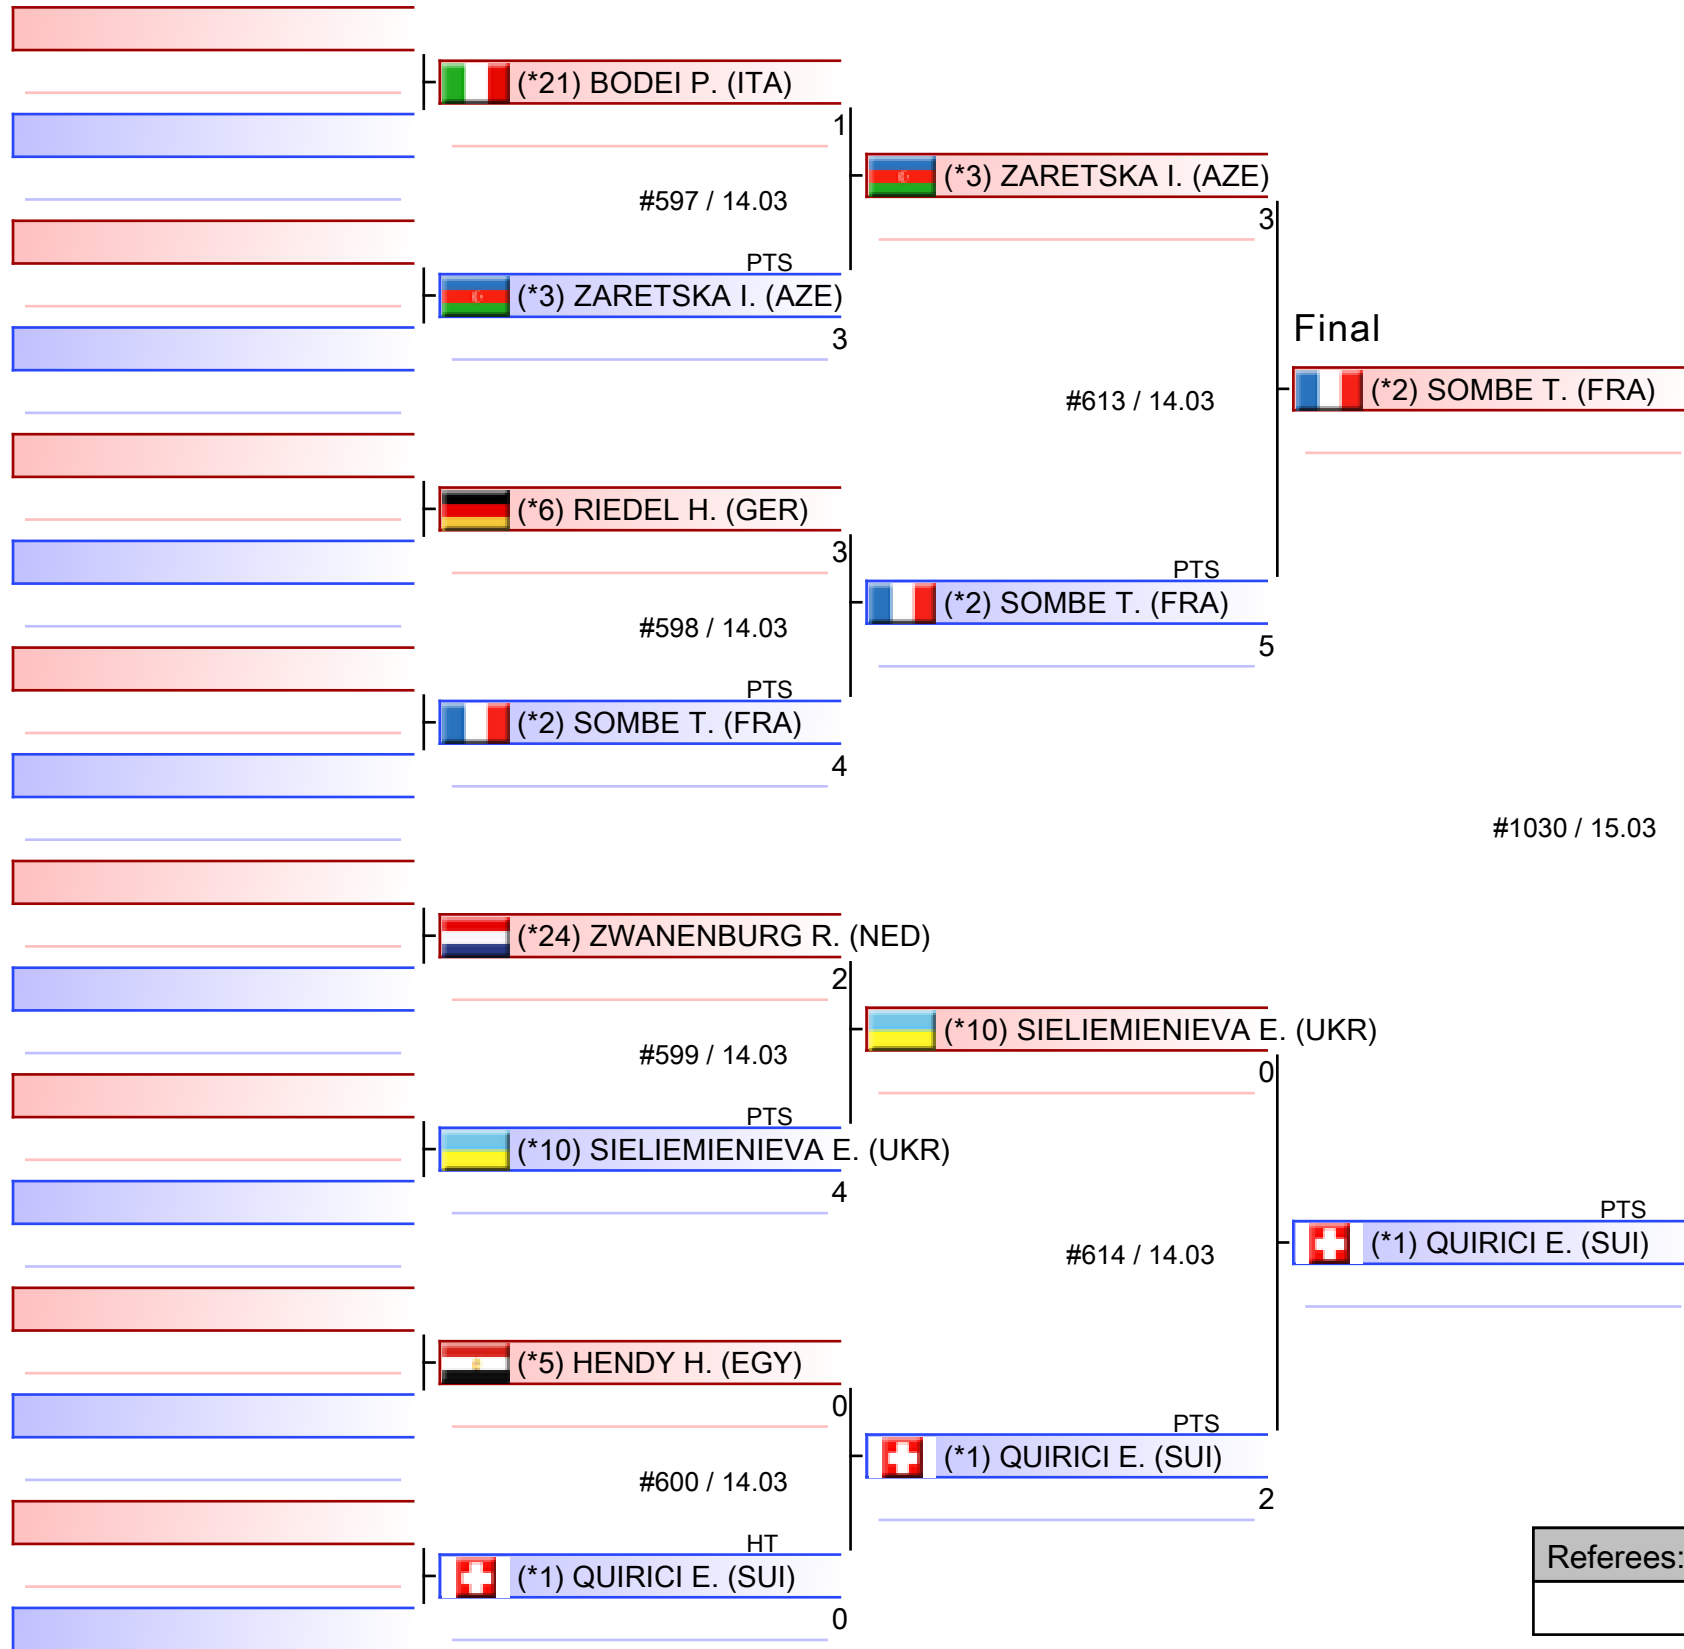 (*21) BODEI P. (ITA)
1
(*3) ZARETSKA I. (AZE)
#597 / 14.03
3
PTS
(*3) ZARETSKA I. (AZE)
3
Final
(*2) SOMBE T. (FRA)
#613 / 14.03
(*6) RIEDEL H. (GER)
3
PTS
(*2) SOMBE T. (FRA)
#598 / 14.03
5
PTS
(*2) SOMBE T. (FRA)
4
#1030 / 15.03
(*24) ZWANENBURG R. (NED)
2
(*10) SIELIEMIENIEVA E. (UKR)
#599 / 14.03
0
PTS
(*10) SIELIEMIENIEVA E. (UKR)
4
PTS
(*1) QUIRICI E. (SUI)
#614 / 14.03
(*5) HENDY H. (EGY)
0
PTS
(*1) QUIRICI E. (SUI)
#600 / 14.03
2
HT
(*1) QUIRICI E. (SUI)
0
Referees: